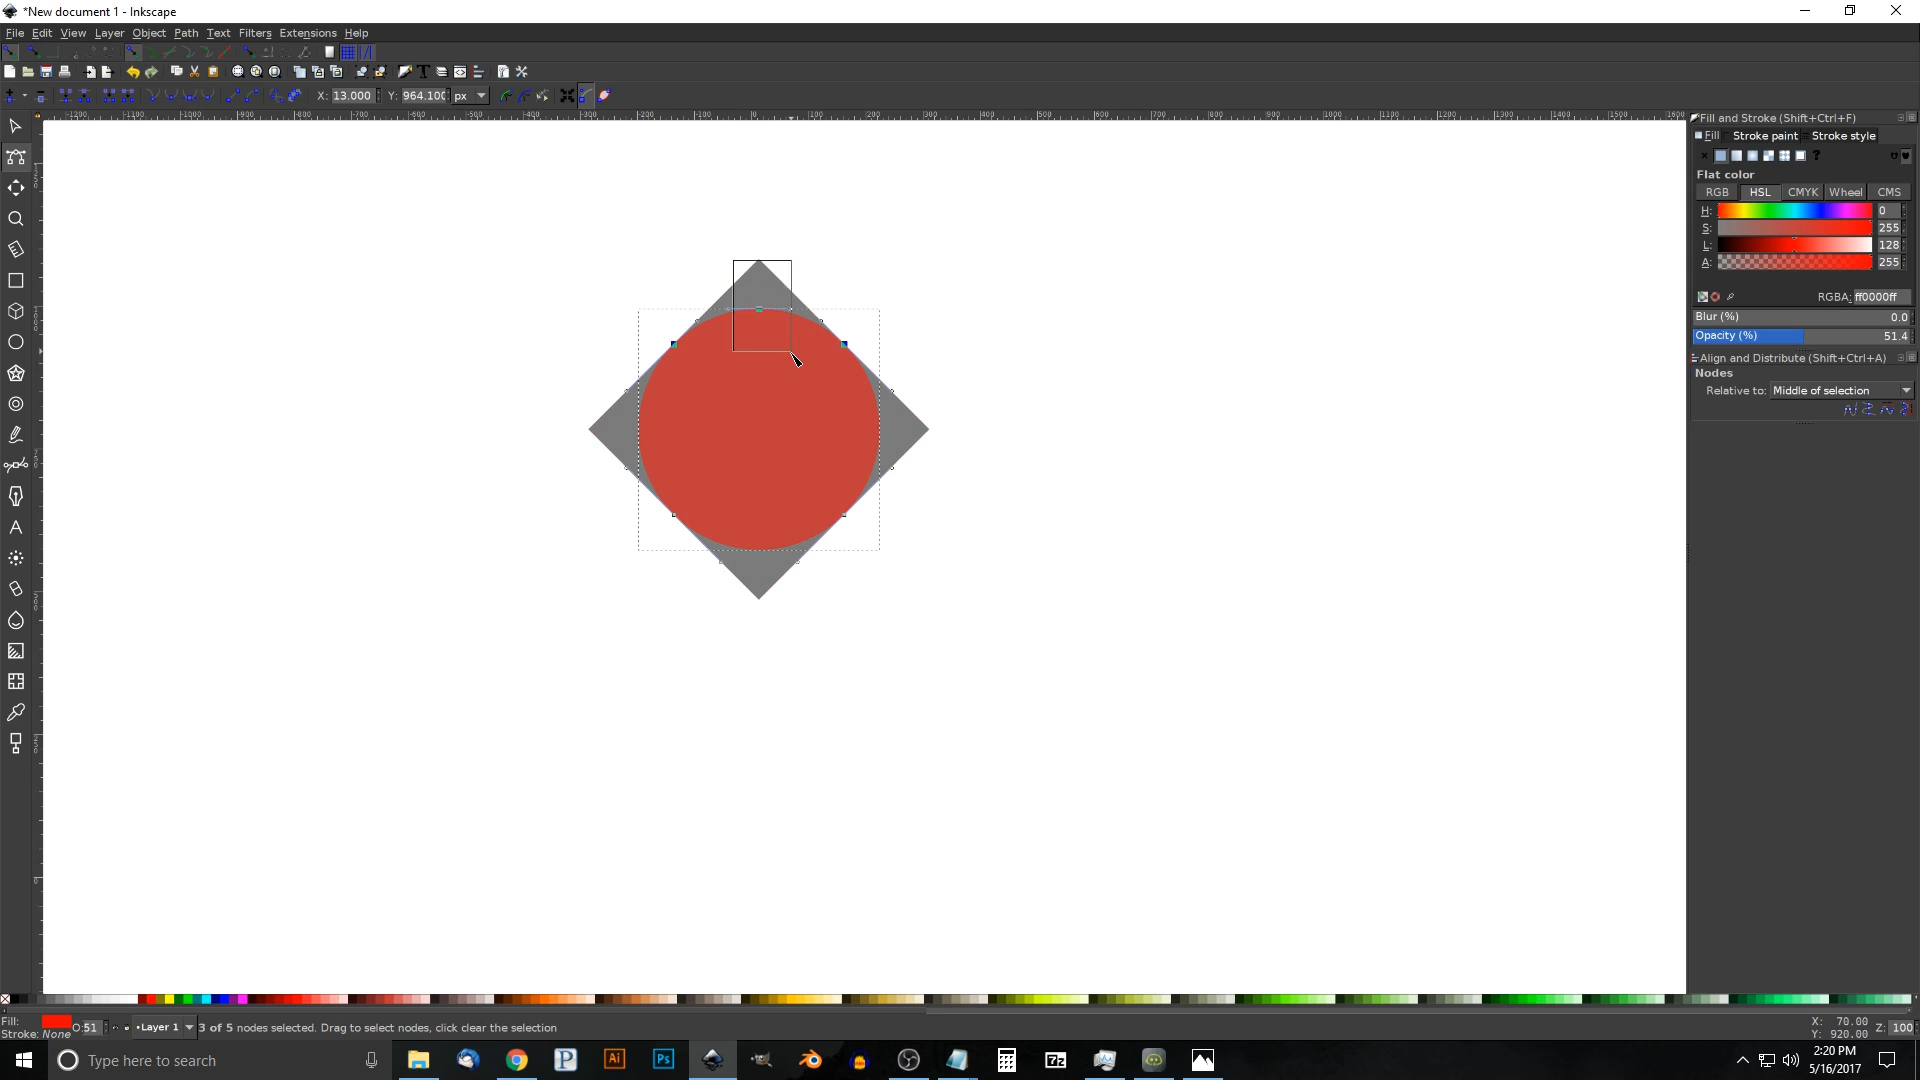 *New document 1 - Inkscape
File Edit View Layer Object Path Text Filters Extensions Help
X: 13.000 Y: 964.100 px
Fill and Stroke (Shift+Ctrl+F)
Fill Stroke paint Stroke style
?
Flat color
RGB HSL CMYK Wheel CMS
H: 0
S: 255
L: 128
A: 255
RGBA: ff0000ff
Blur (%) 0.0
Opacity (%) 51.4
Align and Distribute (Shift+Ctrl+A)
Nodes
Relative to: Middle of selection
Fill:
Stroke: None
O: 51
•Layer 1
3 of 5 nodes selected. Drag to select nodes, click clear the selection
X: 70.00
Y: 920.00
Z: 100
Type here to search
Ai
Ps
7z
2:20 PM
5/16/2017